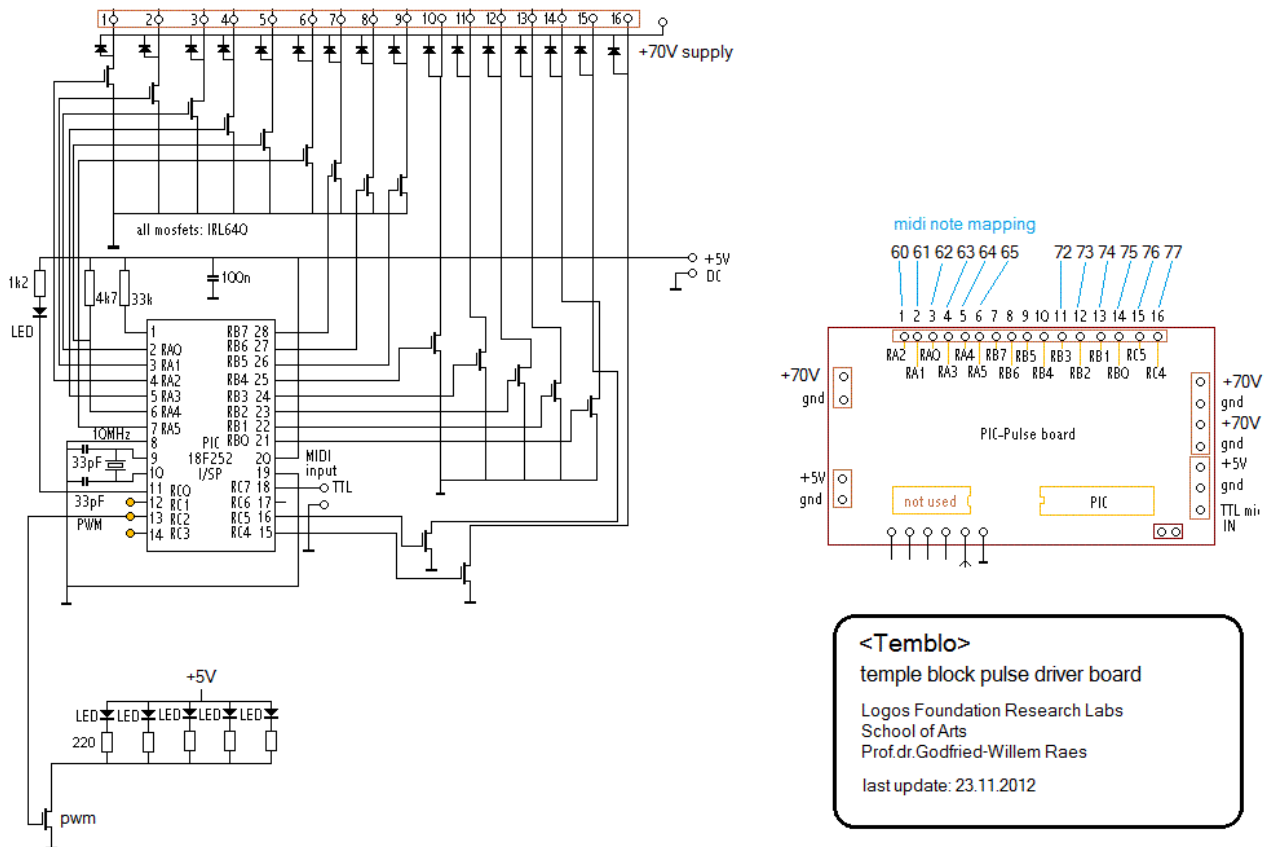 1 2 3 4 5 6 7 8 9 10 11 12 13 14 15 16
+70V supply
all mosfets: IRL640
+5V
DC
100n
1k2
4k7
33k
LED
1
2 RA0
3 RA1
4 RA2
5 RA3
6 RA4
7 RA5
8
9
10
11 RC0
12 RC1
13 RC2
14 RC3
PIC
18F252
I/SP
RB7 28
RB6 27
RB5 26
RB4 25
RB3 24
RB2 23
RB1 22
RB0 21
20
19
RC7 18
RC6 17
RC5 16
RC4 15
10MHz
33pF
33pF
PWM
MIDI
input
TTL
+5V
LED LED LED LED LED
220
pwm
midi note mapping
60 61 62 63 64 65 72 73 74 75 76 77
1 2 3 4 5 6 7 8 9 10 11 12 13 14 15 16
RA2 RA0 RA4 RB7 RB5 RB3 RB1 RC5
RA1 RA3 RA5 RB6 RB4 RB2 RB0 RC4
+70V
gnd
+5V
gnd
PIC-Pulse board
not used
PIC
+70V
gnd
+70V
gnd
+5V
gnd
TTL mi
IN
<Temblo>
temple block pulse driver board
Logos Foundation Research Labs
School of Arts
Prof.dr.Godfried-Willem Raes
last update: 23.11.2012